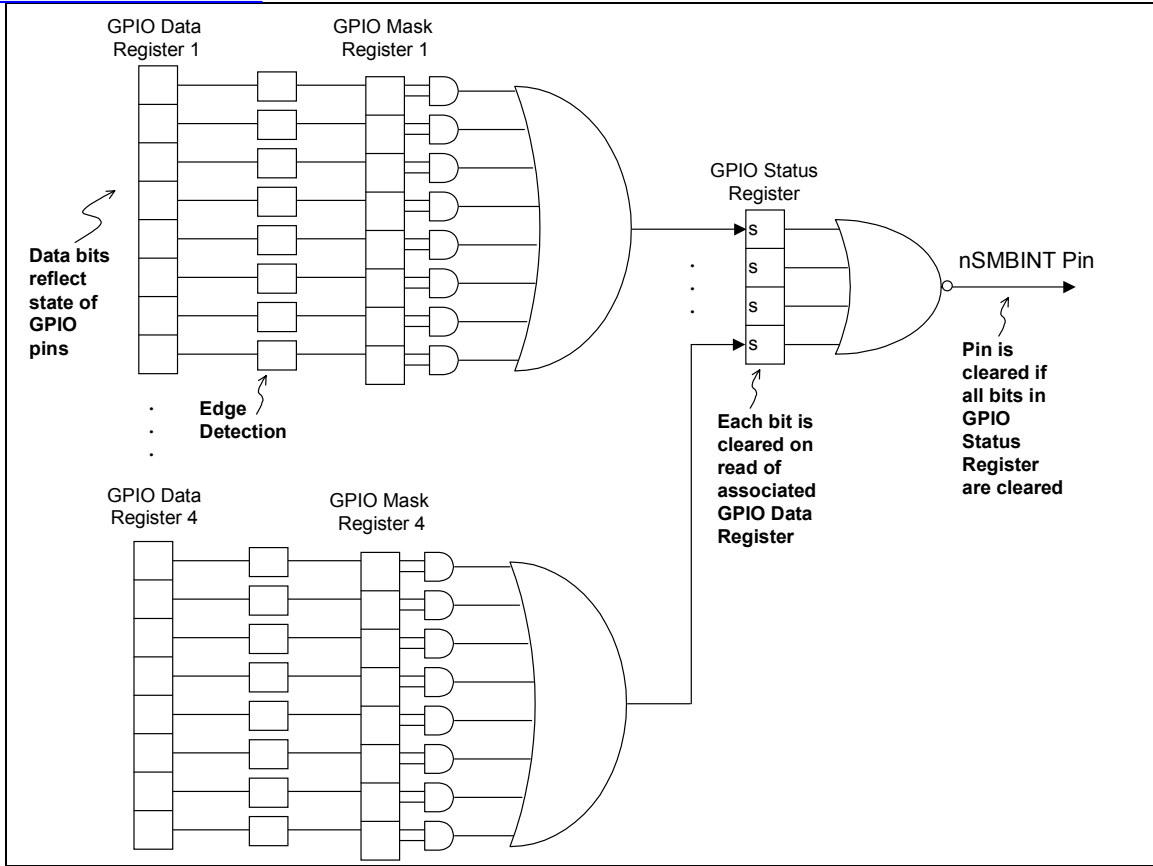 GPIO Data
Register 1
GPIO Mask
Register 1
Data bits
reflect
state of
GPIO
pins
Edge
Detection
GPIO Status
Register
s
s
s
s
nSMBINT Pin
Each bit is
cleared on
read of
associated
GPIO Data
Register
Pin is
cleared if
all bits in
GPIO
Status
Register
are cleared
GPIO Data
Register 4
GPIO Mask
Register 4